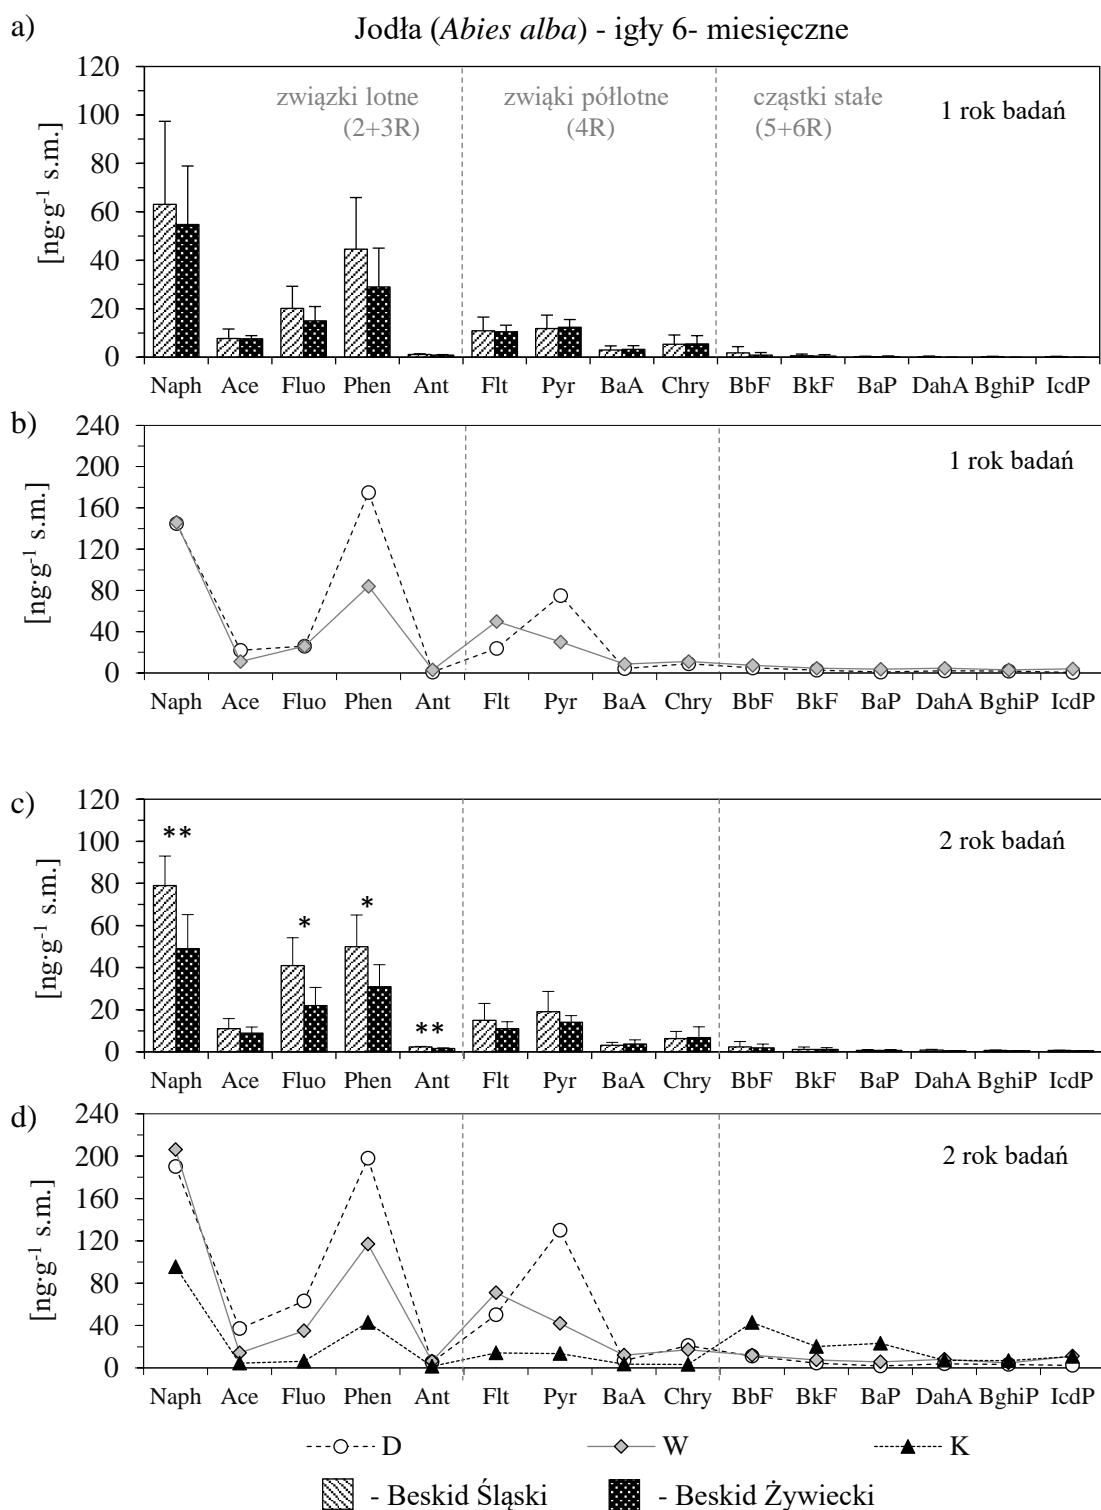 a)
Jodła (Abies alba) - igły 6- miesięczne
[ng·g-1 s.m.]
120
100
80
60
40
20
0
związki lotne
(2+3R)
zwiąki półlotne
(4R)
cząstki stałe
(5+6R)
1 rok badań
Naph Ace Fluo Phen Ant Flt Pyr BaA Chry BbF BkF BaP DahA BghiP IcdP
b)
[ng·g-1 s.m.]
240
200
160
120
80
40
0
1 rok badań
Naph Ace Fluo Phen Ant Flt Pyr BaA Chry BbF BkF BaP DahA BghiP IcdP
c)
[ng·g-1 s.m.]
120
100
80
60
40
20
0
**
*
*
**
2 rok badań
Naph Ace Fluo Phen Ant Flt Pyr BaA Chry BbF BkF BaP DahA BghiP IcdP
d)
[ng·g-1 s.m.]
240
200
160
120
80
40
0
2 rok badań
Naph Ace Fluo Phen Ant Flt Pyr BaA Chry BbF BkF BaP DahA BghiP IcdP
D W K
- Beskid Śląski - Beskid Żywiecki